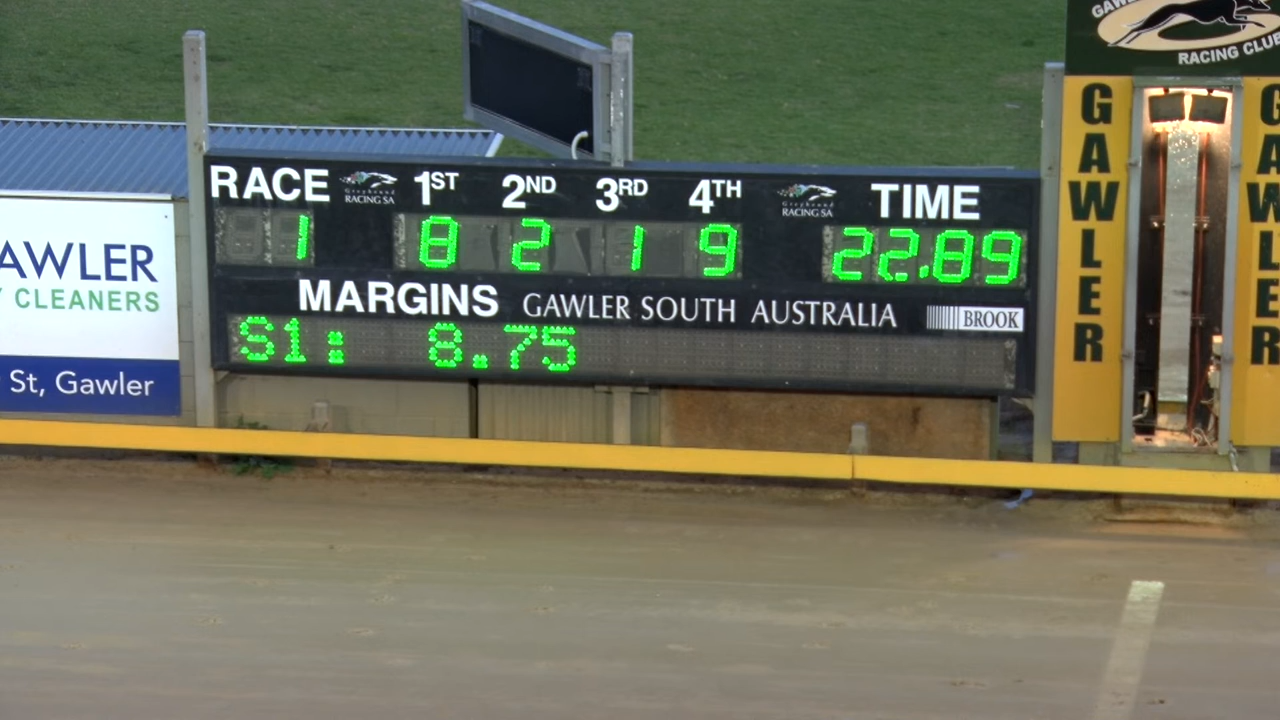 GAWLER
RACING CLUB
RACE
Greyhound
RACING SA
1ST
2ND
3RD
4TH
Greyhound
RACING SA
TIME
1
8
2
1
9
22.89
MARGINS
GAWLER SOUTH AUSTRALIA
BROOK
S1: 8.75
AWLER
Y CLEANERS
St, Gawler
GAWLER
GAWLER